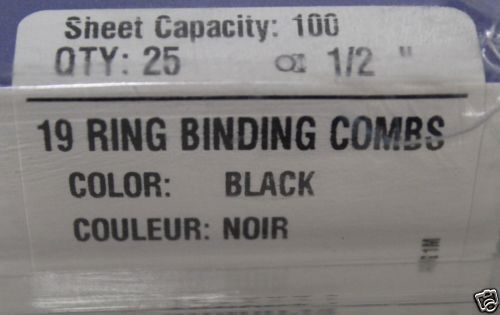 Sheet Capacity: 100
QTY: 25 1/2 "
19 RING BINDING COMBS
COLOR: BLACK
COULEUR: NOIR